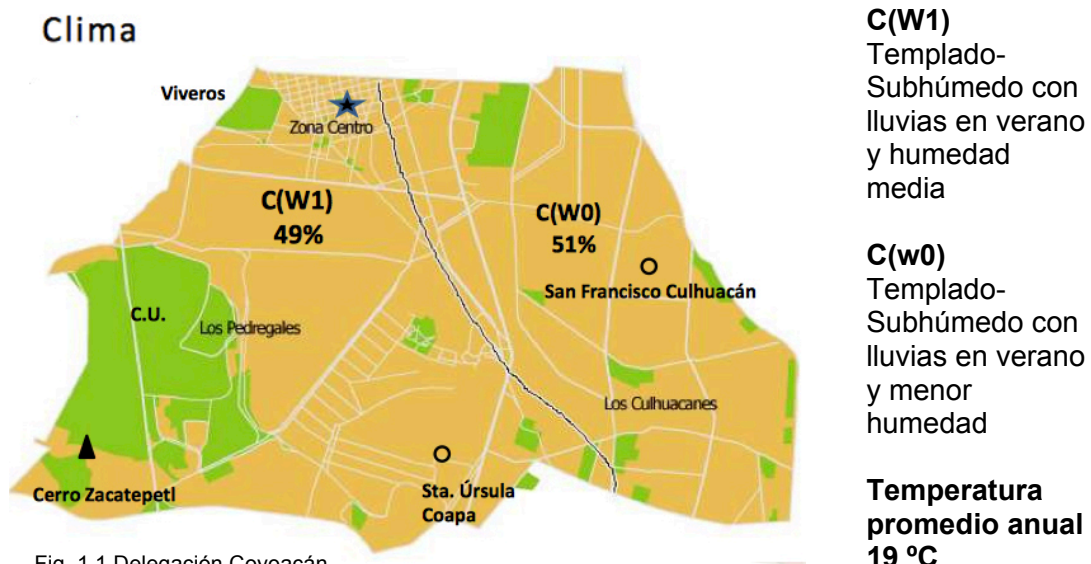 Clima
Viveros
Zona Centro
C(W1)
49%
C(W0)
51%
San Francisco Culhuacán
C.U.
Los Pedregales
Los Culhuacanes
Cerro Zacatepetl
Sta. Úrsula
Coapa
Fig. 1.1 Delegación Coyoacán
C(W1)
Templado-
Subhúmedo con
lluvias en verano
y humedad
media
C(w0)
Templado-
Subhúmedo con
lluvias en verano
y menor
humedad
Temperatura
promedio anual
19 ºC